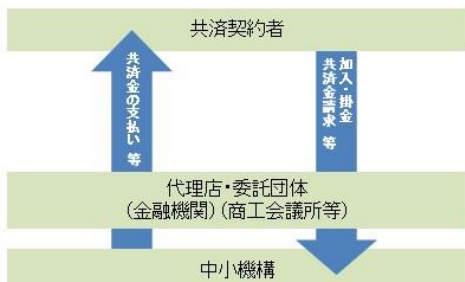 共済契約者
共済金の支払い 等
加入・掛金
共済金請求 等
代理店・委託団体
(金融機関)(商工会議所等)
中小機構